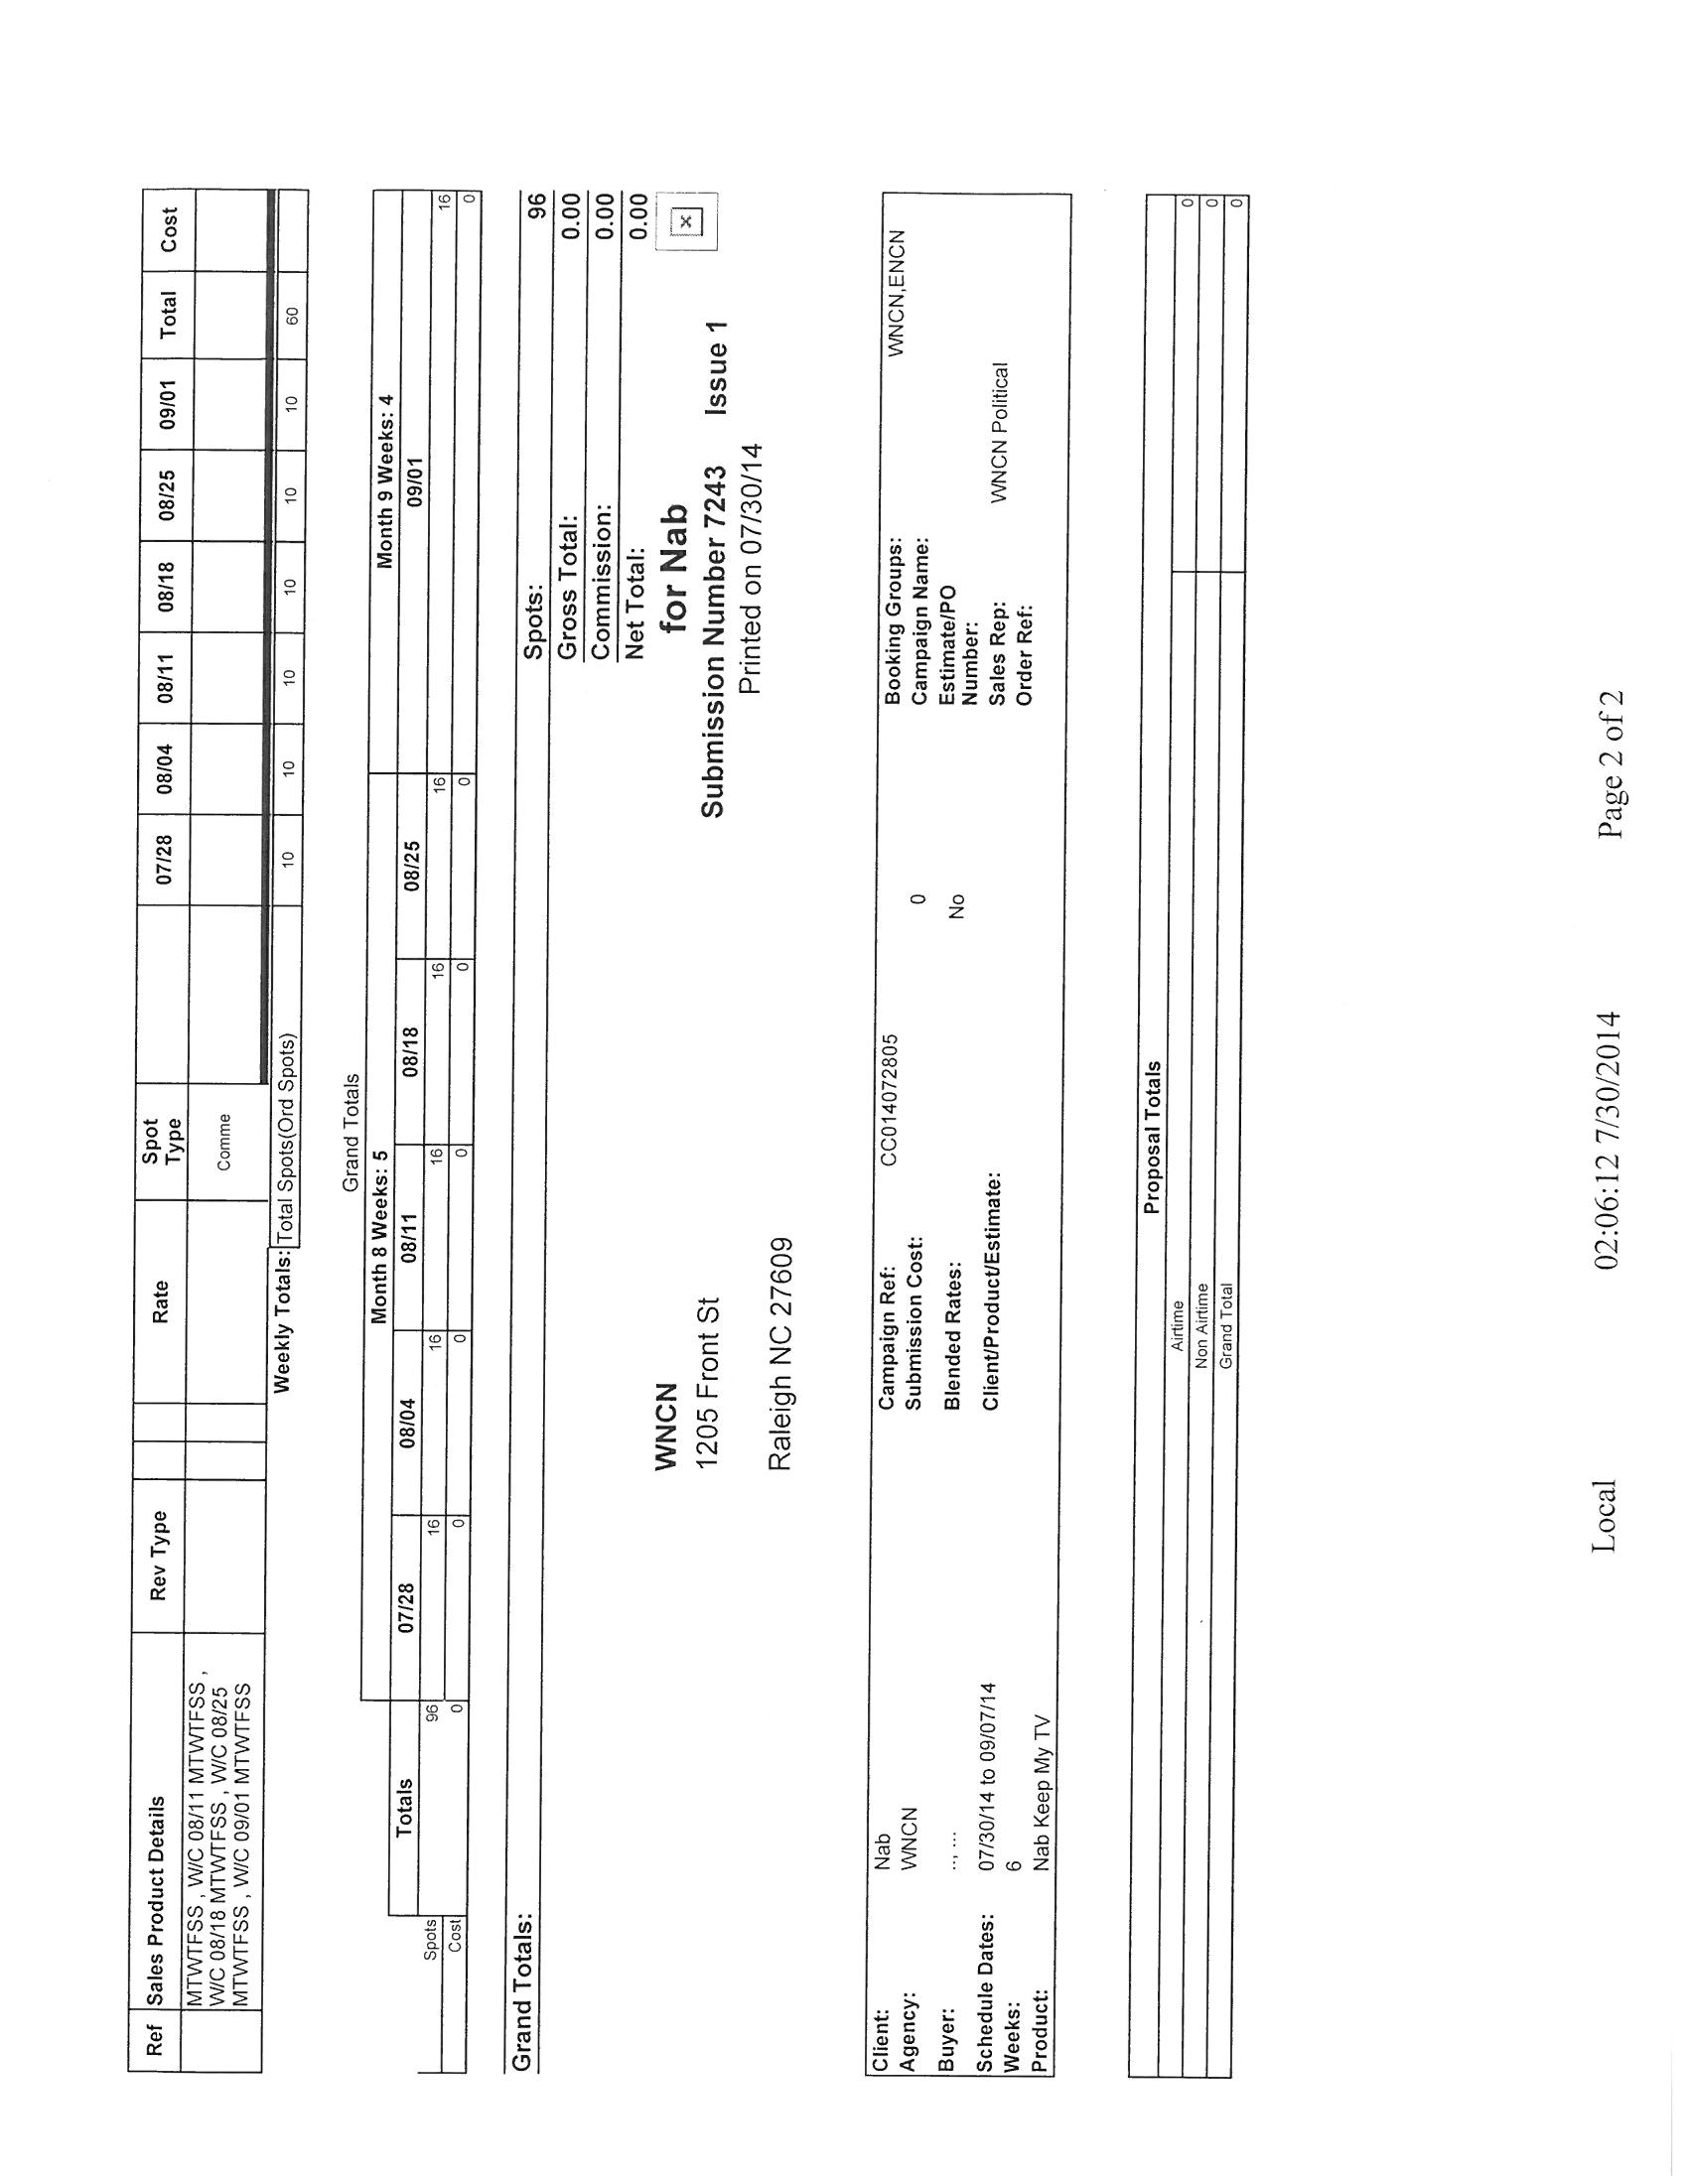 Ref Sales Product Details Rev Type Rate Spot Type 07/28 08/04 08/11 08/18 08/25 09/01 Total Cost
MTWTFSS , W/C 08/11 MTWTFSS ,
W/C 08/18 MTWTFSS , W/C 08/25
MTWTFSS , W/C 09/01 MTWTFSS
Comme
Weekly Totals: Total Spots(Ord Spots) 10 10 10 10 10 10 60
Grand Totals
Month 8 Weeks: 5 Month 9 Weeks: 4
Totals 07/28 08/04 08/11 08/18 08/25 09/01
Spots 96 16 16 16 16 16 16
Cost 0 0 0 0 0 0 0
Grand Totals: Spots: 96
Gross Total: 0.00
Commission: 0.00
Net Total: 0.00
WNCN for Nab
1205 Front St Submission Number 7243 Issue 1
Printed on 07/30/14
Raleigh NC 27609
Client: Nab Campaign Ref: CC014072805 Booking Groups: WNCN,ENCN
Agency: WNCN Submission Cost: 0 Campaign Name:
Buyer: .., ... Blended Rates: No Estimate/PO
Number:
Schedule Dates: 07/30/14 to 09/07/14 Client/Product/Estimate: Sales Rep: WNCN Political
Weeks: 6 Order Ref:
Product: Nab Keep My TV
Proposal Totals
Airtime 0
Non Airtime 0
Grand Total 0
Local 02:06:12 7/30/2014 Page 2 of 2